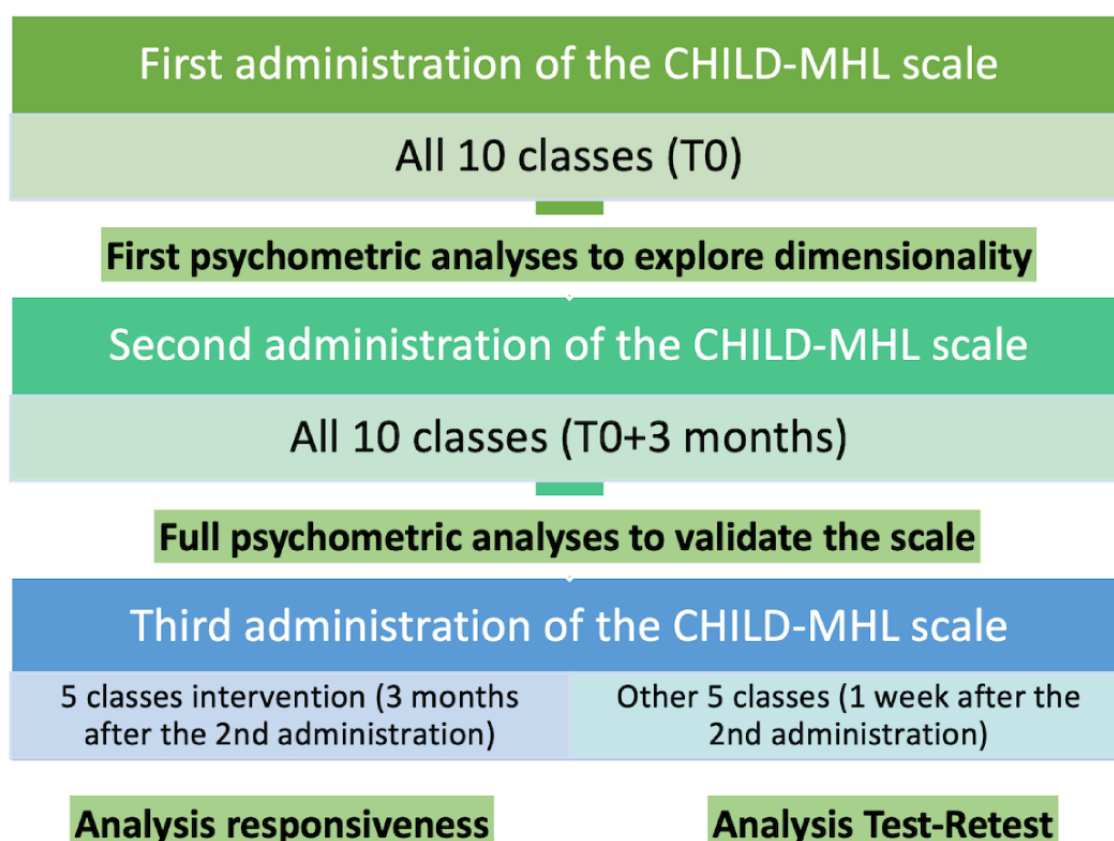 First administration of the CHILD-MHL scale
All 10 classes (T0)
First psychometric analyses to explore dimensionality
Second administration of the CHILD-MHL scale
All 10 classes (T0+3 months)
Full psychometric analyses to validate the scale
Third administration of the CHILD-MHL scale
5 classes intervention (3 months
after the 2nd administration)
Other 5 classes (1 week after the
2nd administration)
Analysis responsiveness
Analysis Test-Retest